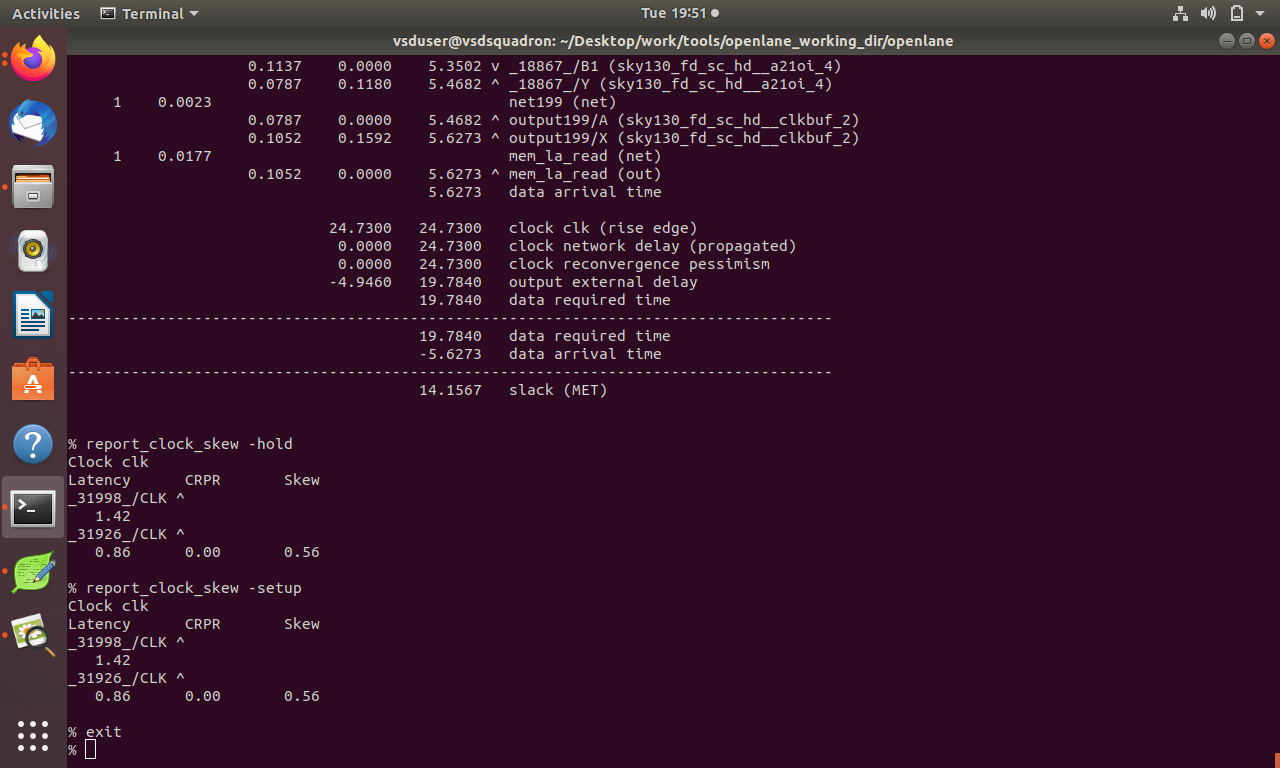 Activities Terminal Tue 19:51
vsduser@vsdsquadron: ~/Desktop/work/tools/openlane_working_dir/openlane
0.1137 0.0000 5.3502 v _18867_/B1 (sky130_fd_sc_hd__a21oi_4)
0.0787 0.1180 5.4682 ^ _18867_/Y (sky130_fd_sc_hd__a21oi_4)
1 0.0023 net199 (net)
0.0787 0.0000 5.4682 ^ output199/A (sky130_fd_sc_hd__clkbuf_2)
0.1052 0.1592 5.6273 ^ output199/X (sky130_fd_sc_hd__clkbuf_2)
1 0.0177 mem_la_read (net)
0.1052 0.0000 5.6273 ^ mem_la_read (out)
5.6273 data arrival time
24.7300 24.7300 clock clk (rise edge)
0.0000 24.7300 clock network delay (propagated)
0.0000 24.7300 clock reconvergence pessimism
-4.9460 19.7840 output external delay
19.7840 data required time
-------------------------------------------------------------------------------------
19.7840 data required time
-5.6273 data arrival time
-------------------------------------------------------------------------------------
14.1567 slack (MET)
% report_clock_skew -hold
Clock clk
Latency CRPR Skew
_31998_/CLK ^
1.42
_31926_/CLK ^
0.86 0.00 0.56
% report_clock_skew -setup
Clock clk
Latency CRPR Skew
_31998_/CLK ^
1.42
_31926_/CLK ^
0.86 0.00 0.56
% exit
%